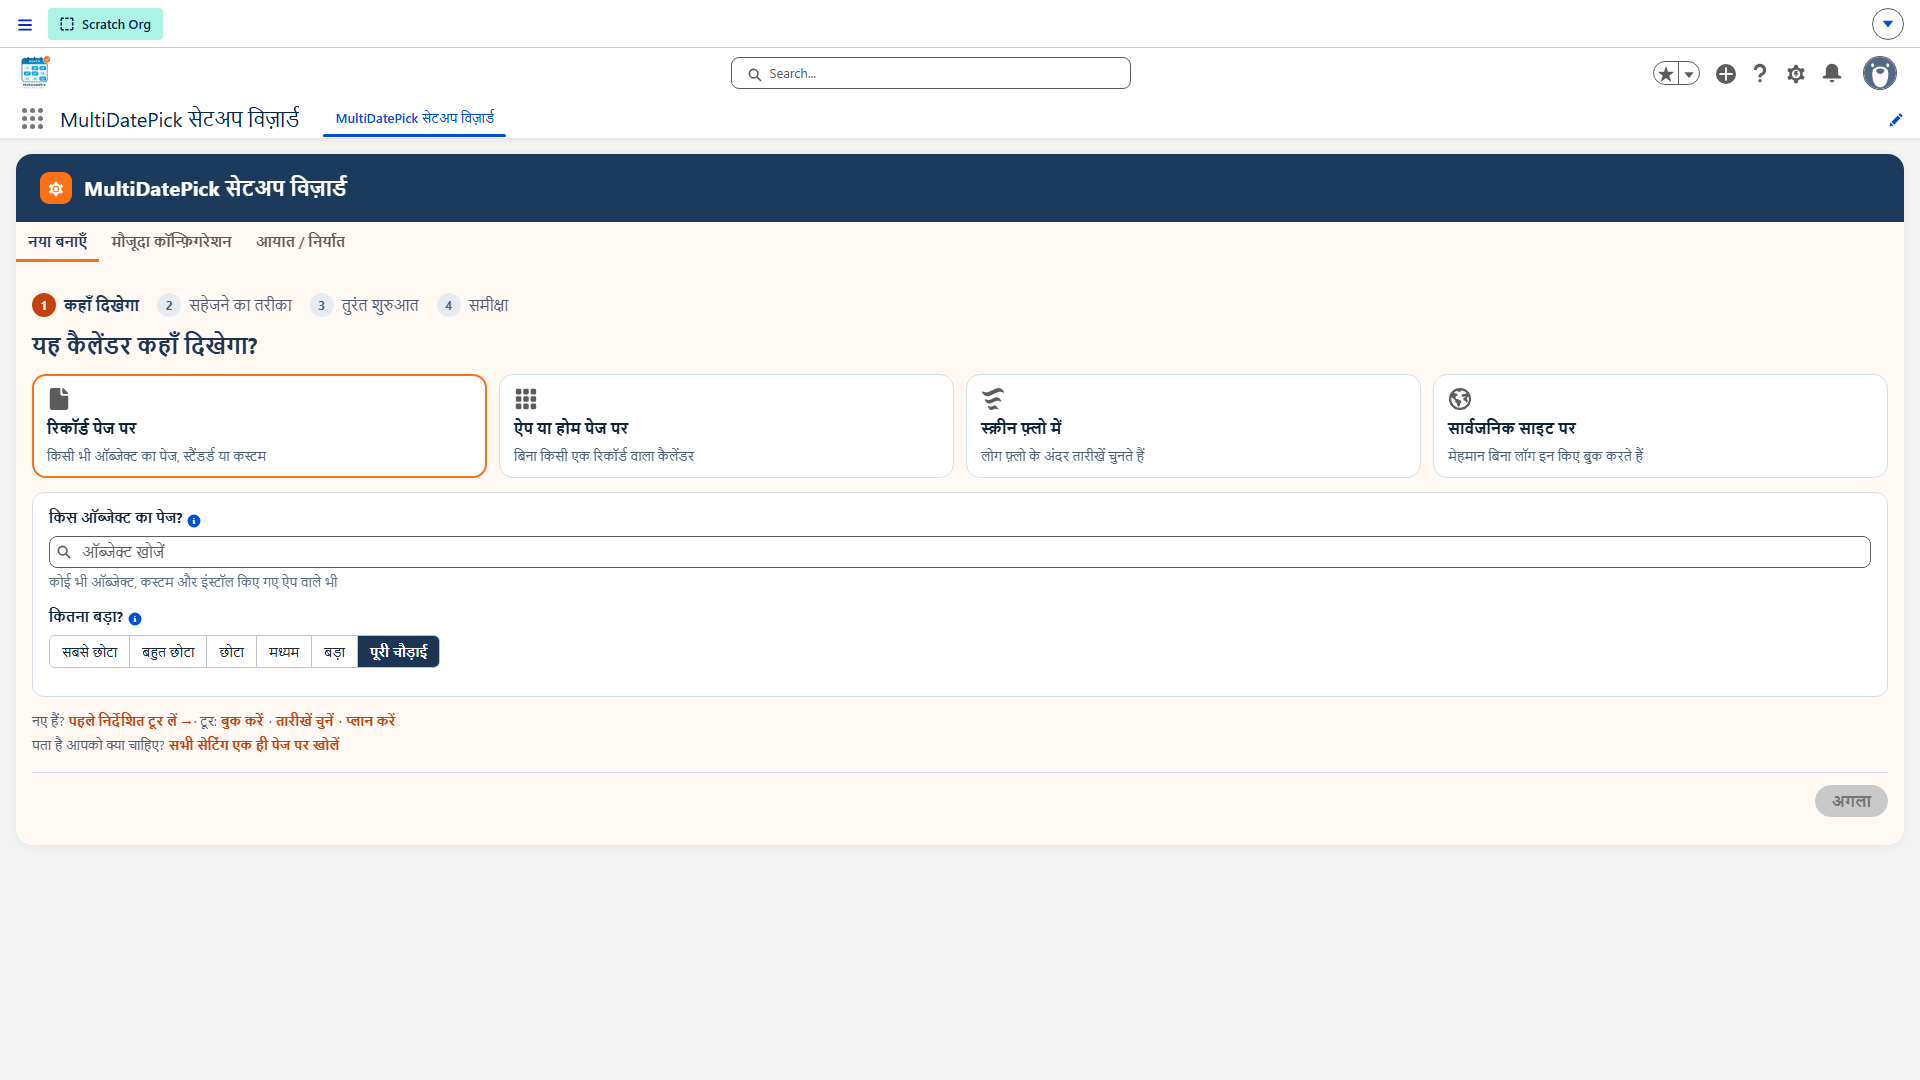 Scratch Org
Search...
MultiDatePick सेटअप विज़ार्ड
MultiDatePick सेटअप विज़ार्ड
MultiDatePick सेटअप विज़ार्ड
नया बनाएँ
मौजूदा कॉन्फ़िगरेशन
आयात / निर्यात
1 कहाँ दिखेगा
2 सहेजने का तरीका
3 तुरंत शुरुआत
4 समीक्षा
यह कैलेंडर कहाँ दिखेगा?
रिकॉर्ड पेज पर
किसी भी ऑब्जेक्ट का पेज, स्टैंडर्ड या कस्टम
ऐप या होम पेज पर
बिना किसी एक रिकॉर्ड वाला कैलेंडर
स्क्रीन फ़्लो में
लोग फ़्लो के अंदर तारीखें चुनते हैं
सार्वजनिक साइट पर
मेहमान बिना लॉग इन किए बुक करते हैं
किस ऑब्जेक्ट का पेज?
ऑब्जेक्ट खोजें
कोई भी ऑब्जेक्ट, कस्टम और इंस्टॉल किए गए ऐप वाले भी
कितना बड़ा?
सबसे छोटा
बहुत छोटा
छोटा
मध्यम
बड़ा
पूरी चौड़ाई
नए हैं? पहले निर्देशित टूर लें → · टूर: बुक करें · तारीखें चुनें · प्लान करें
पता है आपको क्या चाहिए? सभी सेटिंग एक ही पेज पर खोलें
अगला